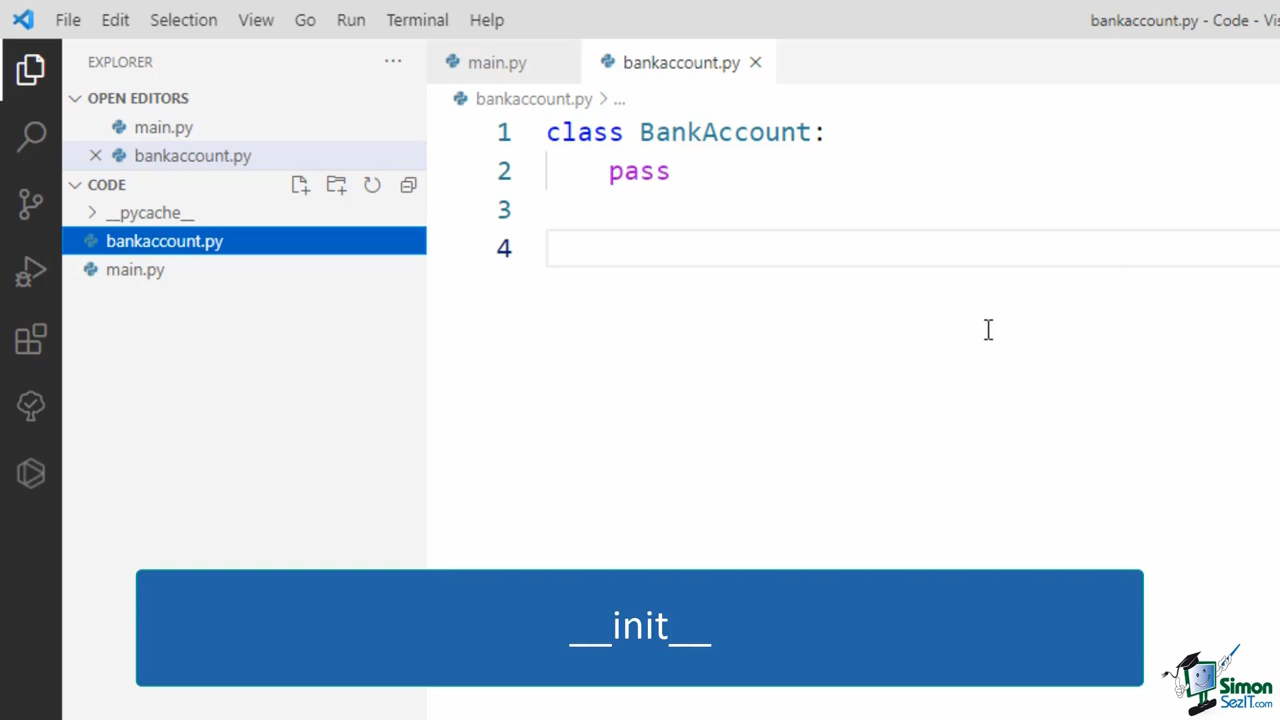 File Edit Selection View Go Run Terminal Help bankaccount.py - Code - Vis
EXPLORER ...
main.py bankaccount.py
OPEN EDITORS
main.py
bankaccount.py
CODE
__pycache__
bankaccount.py
main.py
bankaccount.py > ...
1 class BankAccount:
2 pass
3
4
__init__
Simon
SezIT.com